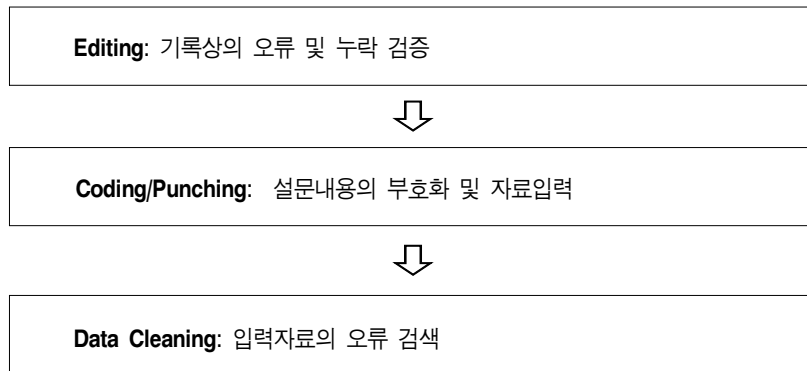 Editing: 기록상의 오류 및 누락 검증
Coding/Punching: 설문내용의 부호화 및 자료입력
Data Cleaning: 입력자료의 오류 검색